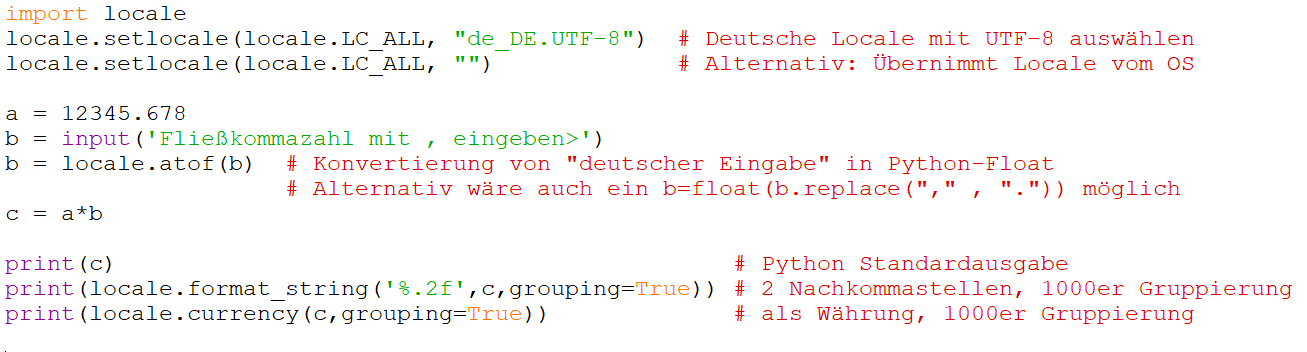 import locale
locale.setlocale(locale.LC_ALL, "de_DE.UTF-8")  # Deutsche Locale mit UTF-8 auswählen
locale.setlocale(locale.LC_ALL, "")             # Alternativ: Übernimmt Locale vom OS
a = 12345.678
b = input('Fließkommazahl mit , eingeben>')
b = locale.atof(b)  # Konvertierung von "deutscher Eingabe" in Python-Float
                    # Alternativ wäre auch ein b=float(b.replace("," , ".")) möglich
c = a*b
print(c)                                            # Python Standardausgabe
print(locale.format_string('%.2f',c,grouping=True)) # 2 Nachkommastellen, 1000er Gruppierung
print(locale.currency(c,grouping=True))             # als Währung, 1000er Gruppierung